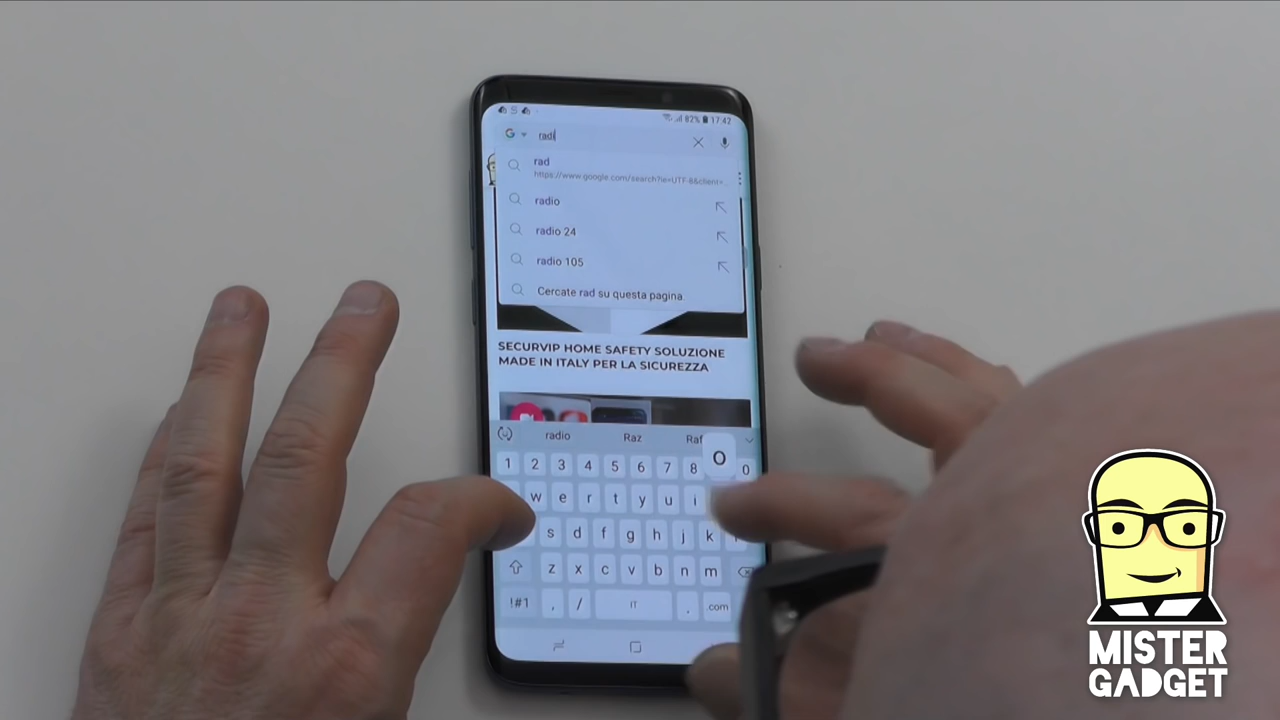 82% 17:42
G radi
rad
https://www.google.com/search?ie=UTF-8&client=
radio
radio 24
radio 105
Cercate rad su questa pagina.
SECURVIP HOME SAFETY SOLUZIONE
MADE IN ITALY PER LA SICUREZZA
radio Raz Raf
1 2 3 4 5 6 7 8 0
O
w e r t y u i
s d f g h j k
z x c v b n m
!#1 , / IT . .com
MISTER
GADGET